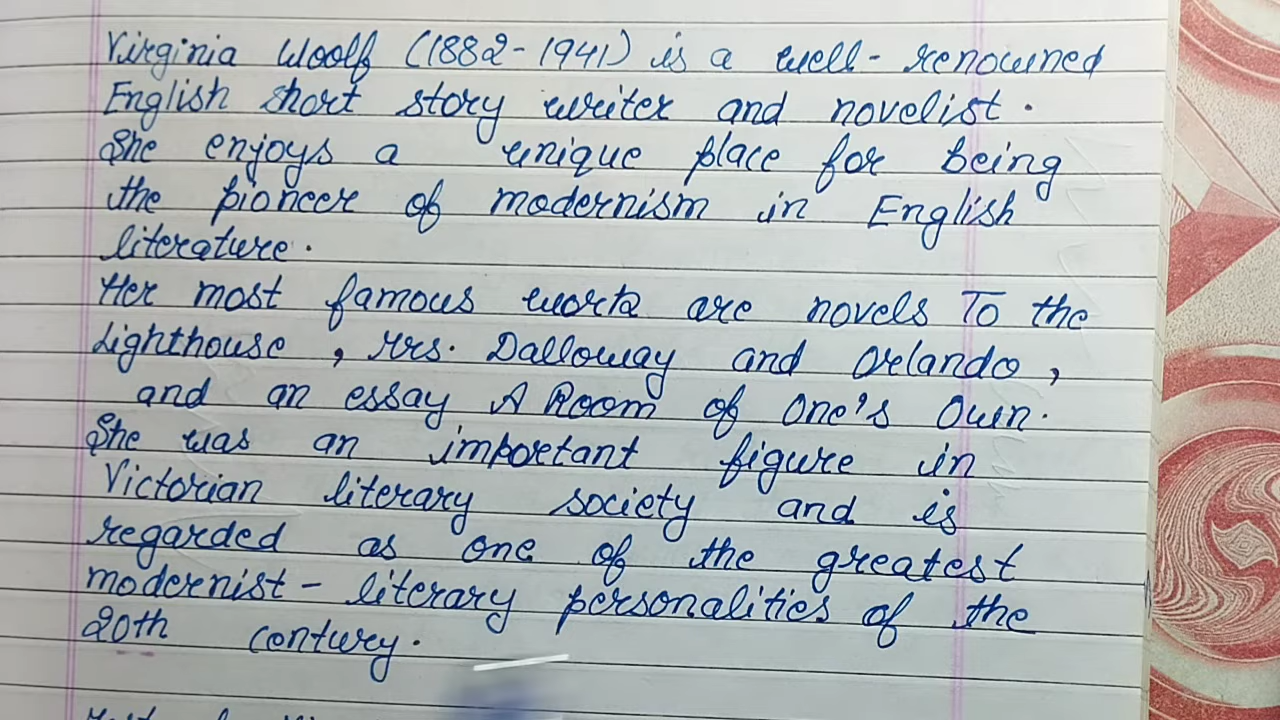 Virginia Woolf (1882-1941) is a well-renowned
English short story writer and novelist.
She enjoys a unique place for being
the pioneer of modernism in English
literature.
Her most famous works are novels To the
Lighthouse, Mrs. Dalloway and Orlando,
and an essay A Room of One's Own.
She was an important figure in
Victorian literary society and is
regarded as one of the greatest
modernist-literary personalities of the
20th century.